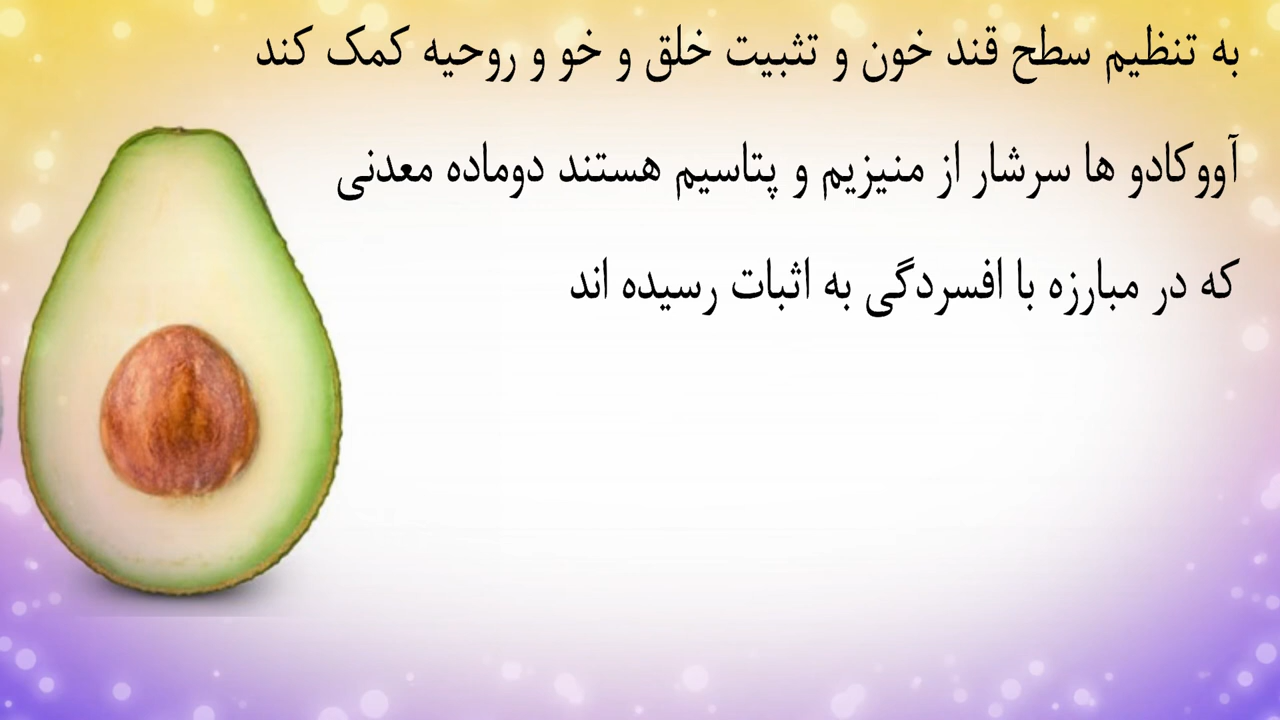 به تنظیم سطح قند خون و تثبیت خلق و خو و روحیه کمک کند
آووکادو ها سرشار از منیزیم و پتاسیم هستند دوماده معدنی
که در مبارزه با افسردگی به اثبات رسیده اند